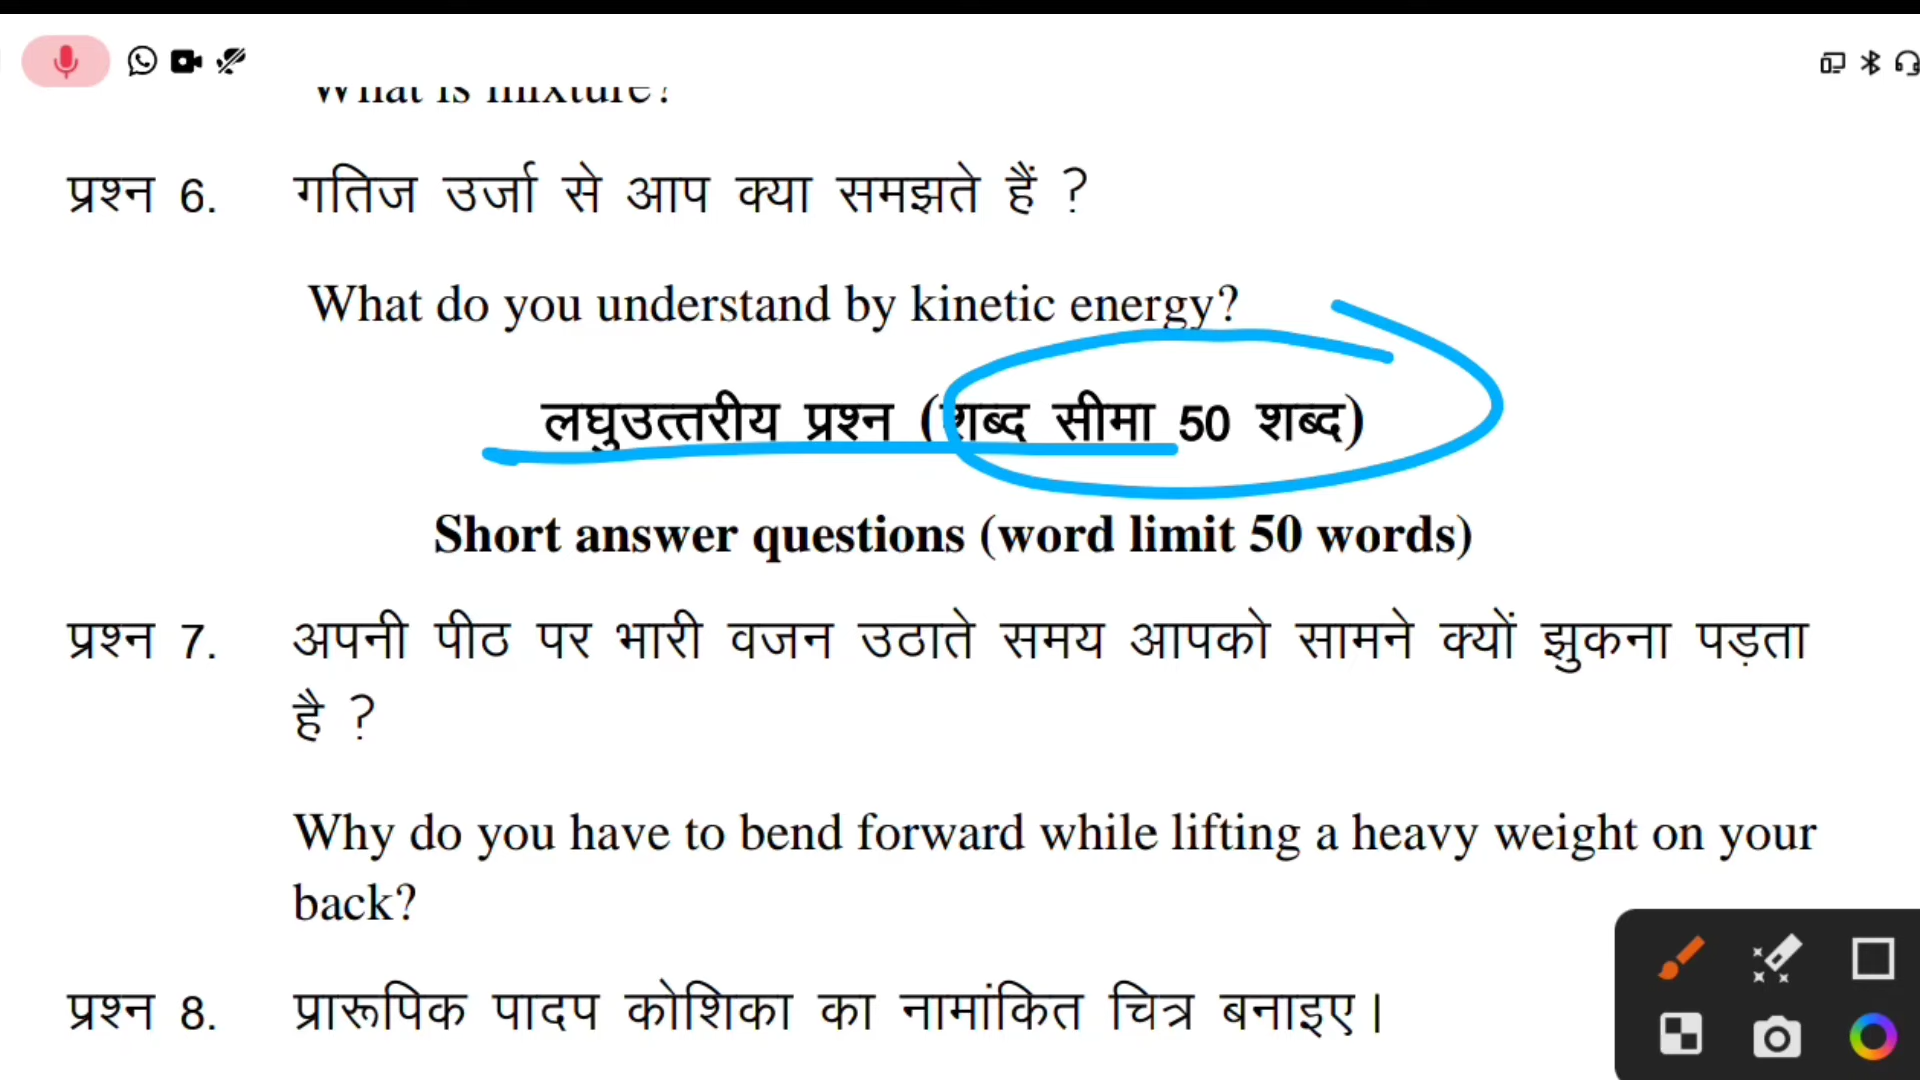 What is mixture?
प्रश्न 6. गतिज उर्जा से आप क्या समझते हैं ?
What do you understand by kinetic energy?
लघुउत्तरीय प्रश्न (शब्द सीमा 50 शब्द)
Short answer questions (word limit 50 words)
प्रश्न 7. अपनी पीठ पर भारी वजन उठाते समय आपको सामने क्यों झुकना पड़ता
है ?
Why do you have to bend forward while lifting a heavy weight on your
back?
प्रश्न 8. प्रारूपिक पादप कोशिका का नामांकित चित्र बनाइए।